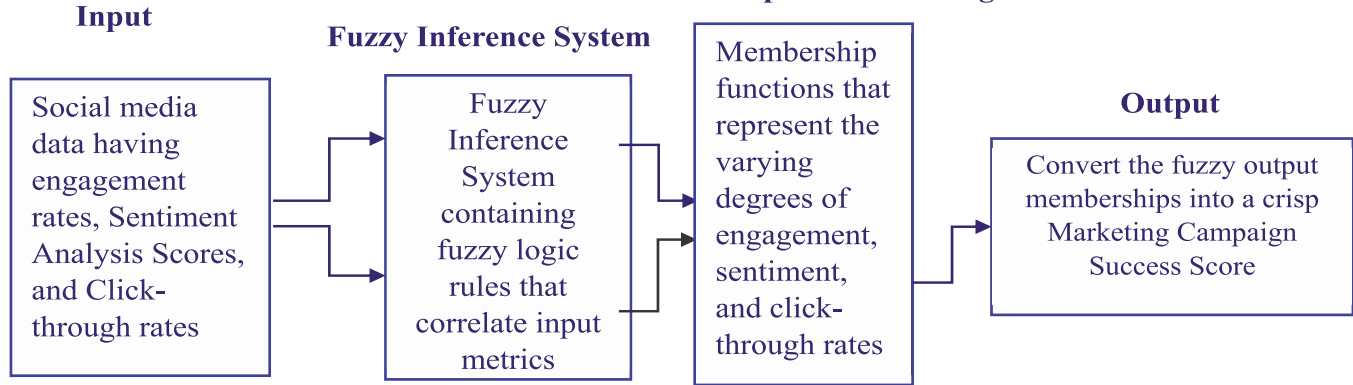 Input
Social media
data having
engagement
rates, Sentiment
Analysis Scores,
and Click-
through rates
Fuzzy Inference System
Fuzzy
Inference
System
containing
fuzzy logic
rules that
correlate input
metrics
Membership
functions that
represent the
varying
degrees of
engagement,
sentiment,
and click-
through rates
Output
Convert the fuzzy output
memberships into a crisp
Marketing Campaign
Success Score